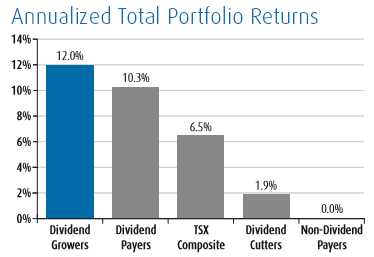 Annualized Total Portfolio Returns
14%
12%
10%
8%
6%
4%
2%
0%
12.0%
10.3%
6.5%
1.9%
0.0%
Dividend
Growers
Dividend
Payers
TSX
Composite
Dividend
Cutters
Non-Dividend
Payers